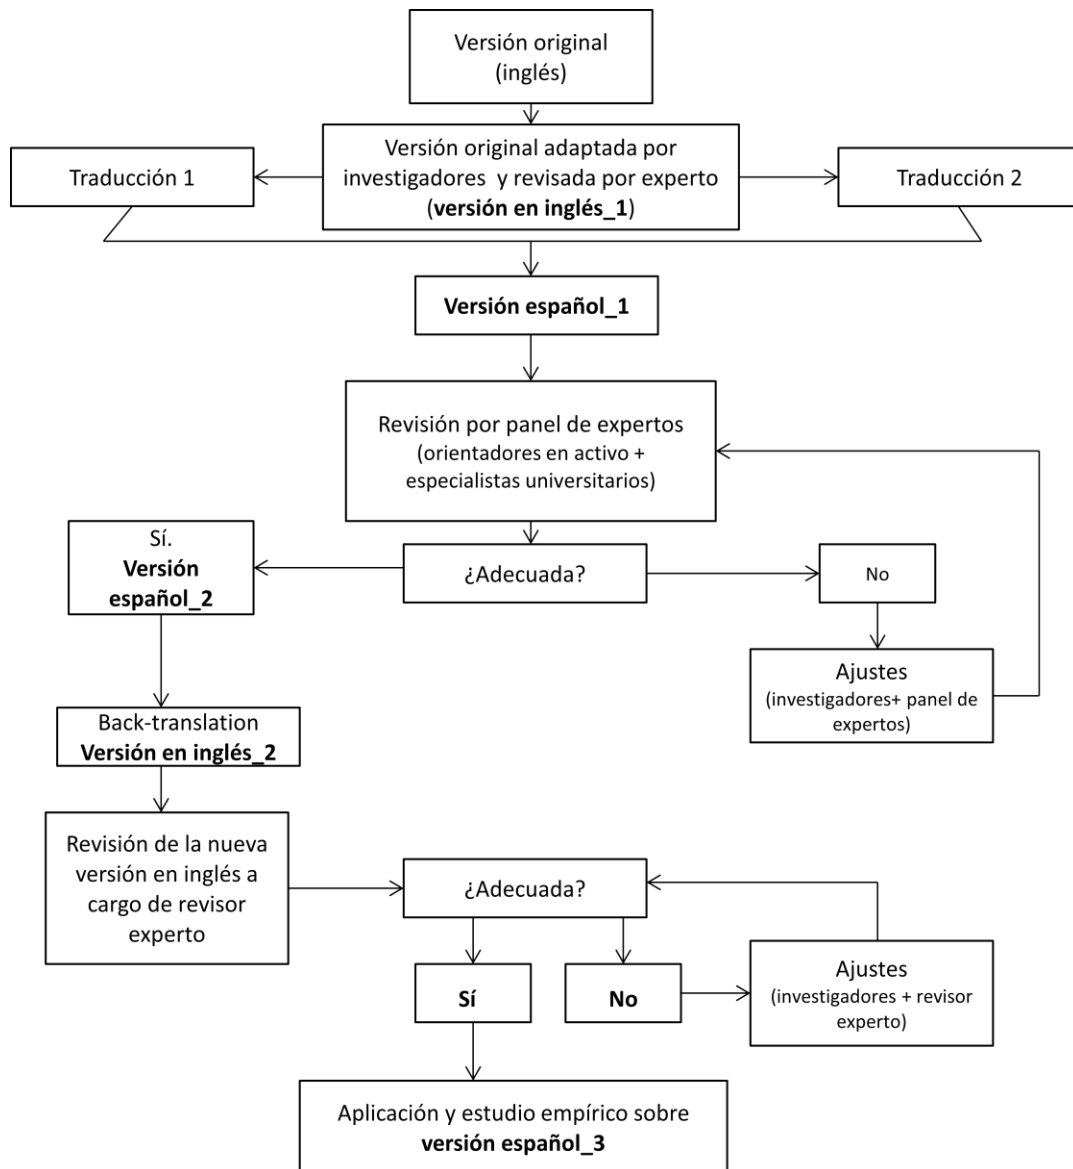 Versión original
(inglés)
Versión original adaptada por
investigadores y revisada por experto
(versión en inglés_1)
Traducción 1
Traducción 2
Versión español_1
Revisión por panel de expertos
(orientadores en activo +
especialistas universitarios)
Sí.
Versión
español_2
¿Adecuada?
No
Ajustes
(investigadores+ panel de
expertos)
Back-translation
Versión en inglés_2
Revisión de la nueva
versión en inglés a
cargo de revisor
experto
¿Adecuada?
Sí
No
Ajustes
(investigadores + revisor
experto)
Aplicación y estudio empírico sobre
versión español_3